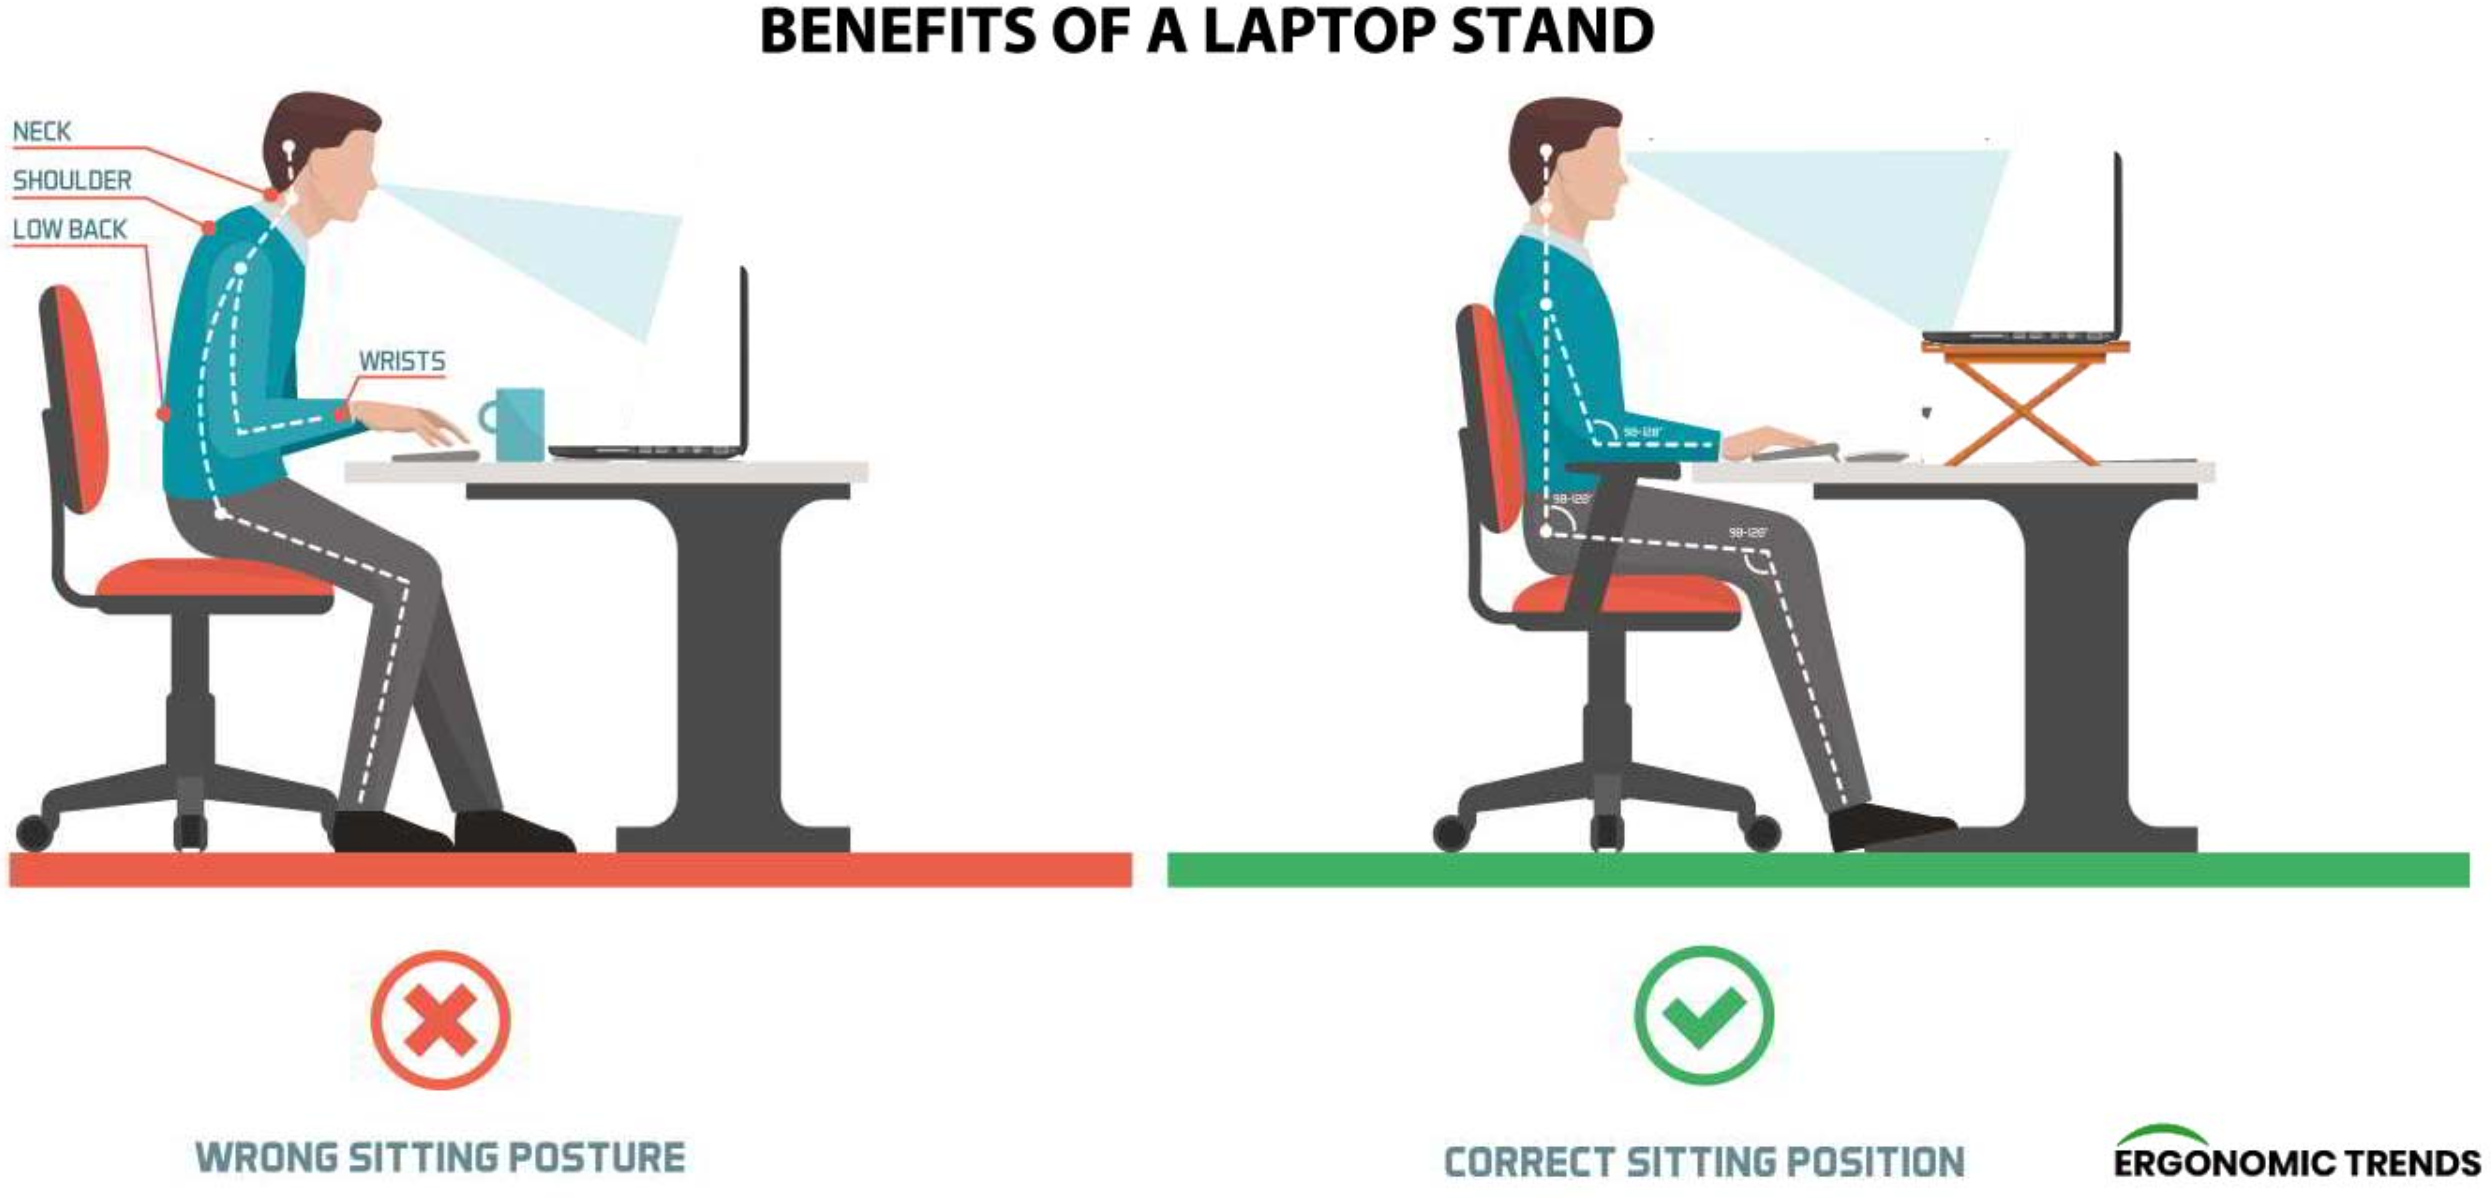 BENEFITS OF A LAPTOP STAND
NECK
SHOULDER
LOW BACK
WRISTS
WRONG SITTING POSTURE
CORRECT SITTING POSITION
ERGONOMIC TRENDS